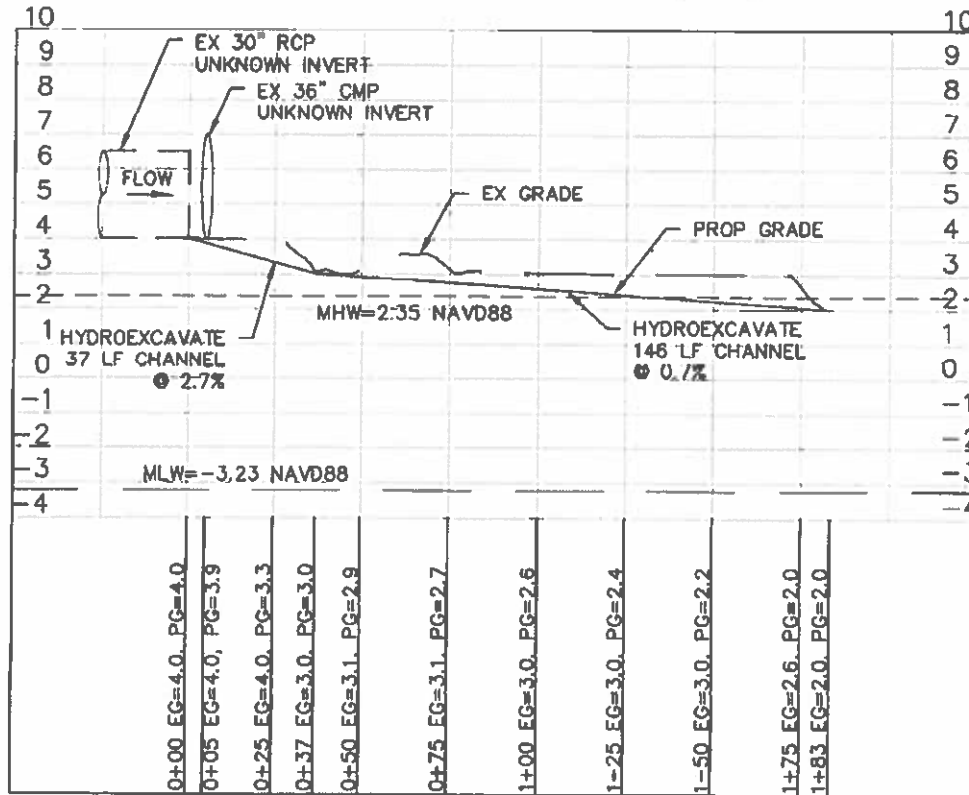 10 10
EX 30" RCP
UNKNOWN INVERT
9 9
EX 36" CMP
UNKNOWN INVERT
8 8
7 7
6 6
FLOW
5 5
EX GRADE
4 4
PROP GRADE
3 3
2 2
MHW=2.35 NAVD88
HYDROEXCAVATE
37 LF CHANNEL
@ 2.7%
HYDROEXCAVATE
146 LF CHANNEL
@ 0.7%
1 1
0 0
-1 -1
-2 -2
-3 -3
MLW=-3.23 NAVD88
-4
0+00 EG=4.0, PG=4.0
0+05 EG=4.0, PG=3.9
0+25 EG=4.0, PG=3.3
0+37 EG=3.0, PG=3.0
0+50 EG=3.1, PG=2.9
0+75 EG=3.1, PG=2.7
1+00 EG=3.0, PG=2.6
1-25 EG=3.0, PG=2.4
1-50 EG=3.0, PG=2.2
1+75 EG=2.6, PG=2.0
1+83 EG=2.0, PG=2.0